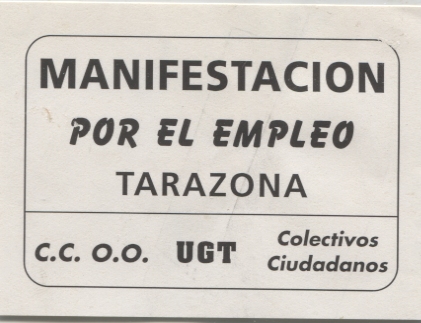 MANIFESTACION
POR EL EMPLEO
TARAZONA
C.C. O.O. UGT Colectivos
Ciudadanos